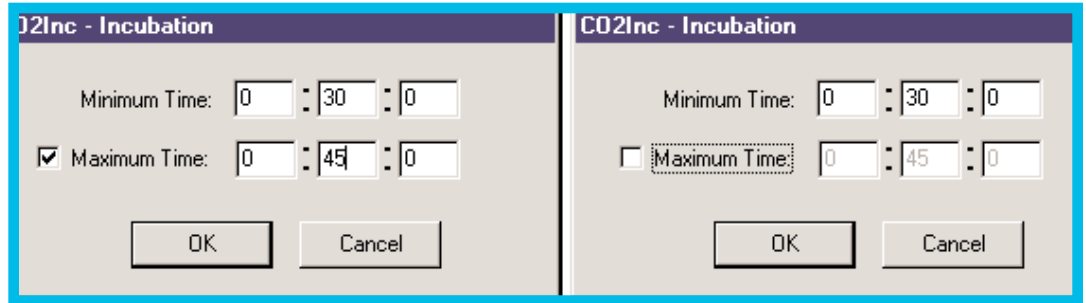 O2Inc - Incubation
Minimum Time: 0 : 30 : 0
Maximum Time: 0 : 45 : 0
OK Cancel
CO2Inc - Incubation
Minimum Time: 0 : 30 : 0
Maximum Time: 0 : 45 : 0
OK Cancel